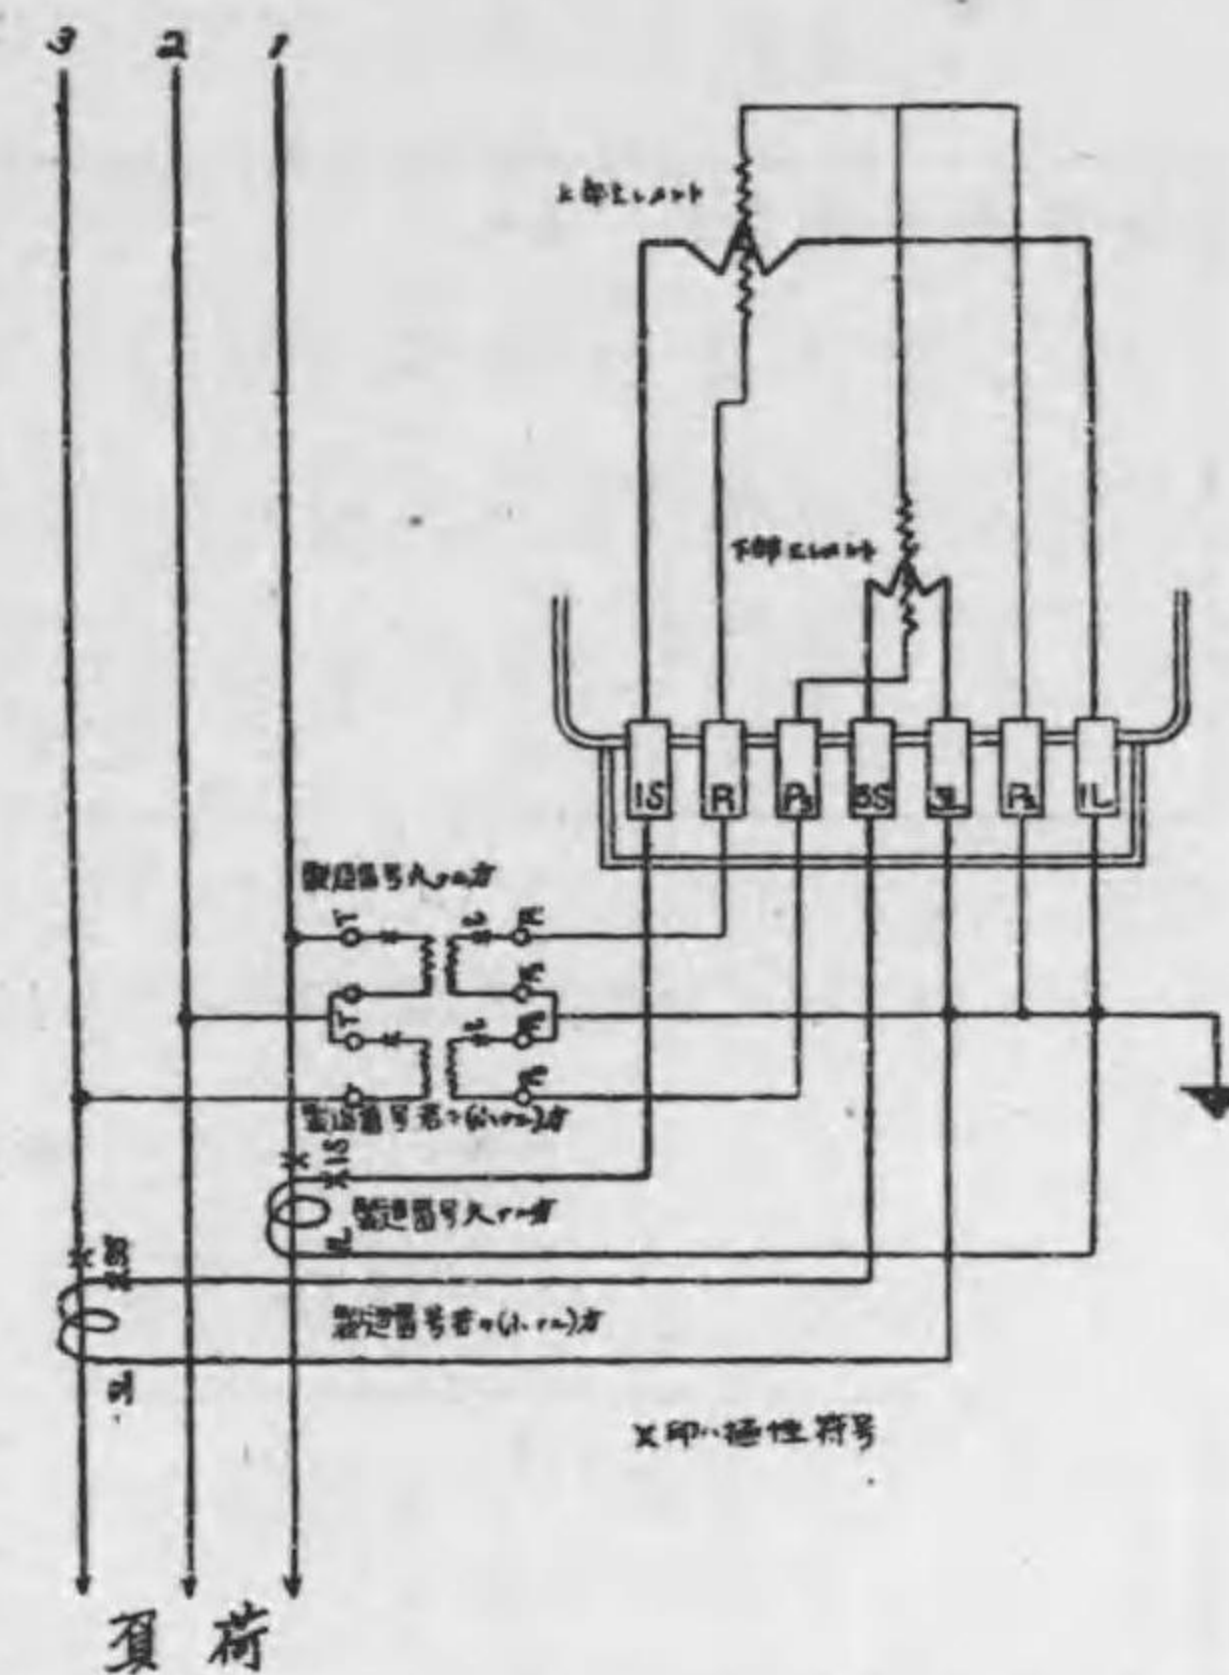 3 2 1
上部エレメント
下部エレメント
1S P1 P3 3S 3L P2 1L
製造番号大ナル方
製造番号若キ(小ナル)方
1S
製造番号大ナル方
1L
3S
製造番号若キ(小ナル)方
3L
X印ハ極性符号
負荷